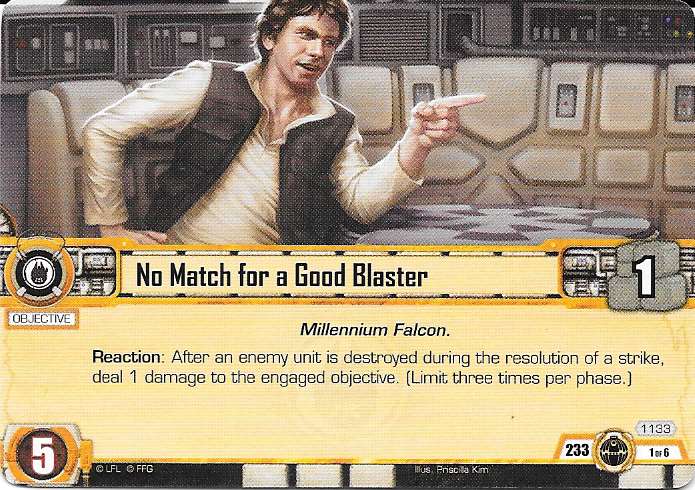 No Match for a Good Blaster
1
OBJECTIVE
Millennium Falcon.
Reaction: After an enemy unit is destroyed during the resolution of a strike,
deal 1 damage to the engaged objective. (Limit three times per phase.)
1133
5
233
1 OF 6
© LFL © FFG
Illus. Priscilla Kim